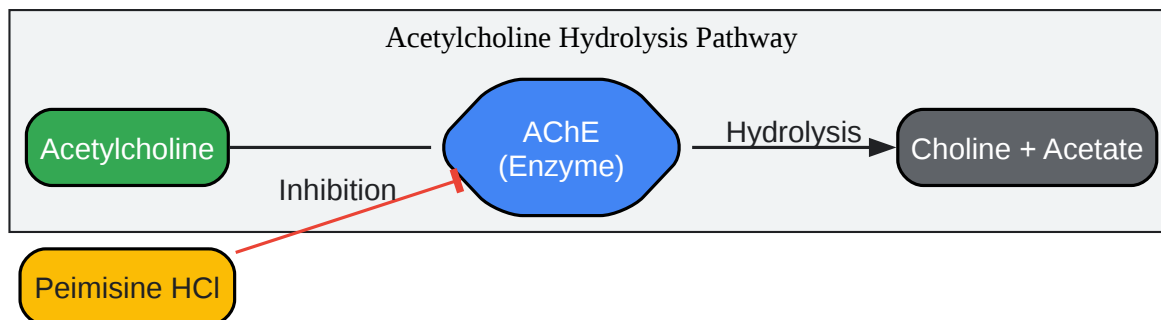 Acetylcholine Hydrolysis Pathway
Acetylcholine
AChE
(Enzyme)
Hydrolysis
Choline + Acetate
Inhibition
Peimisine HCl